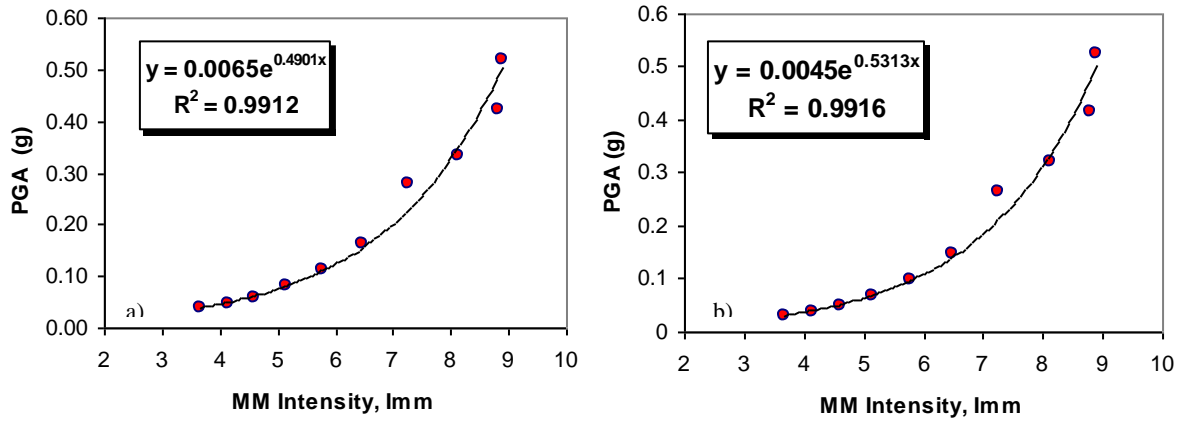 0.60
0.50
0.40
0.30
0.20
0.10
0.00
PGA (g)
y = 0.0065e^0.4901x
R² = 0.9912
a)
2 3 4 5 6 7 8 9 10
MM Intensity, Imm
0.6
0.5
0.4
0.3
0.2
0.1
0
PGA (g)
y = 0.0045e^0.5313x
R² = 0.9916
b)
2 3 4 5 6 7 8 9 10
MM Intensity, Imm